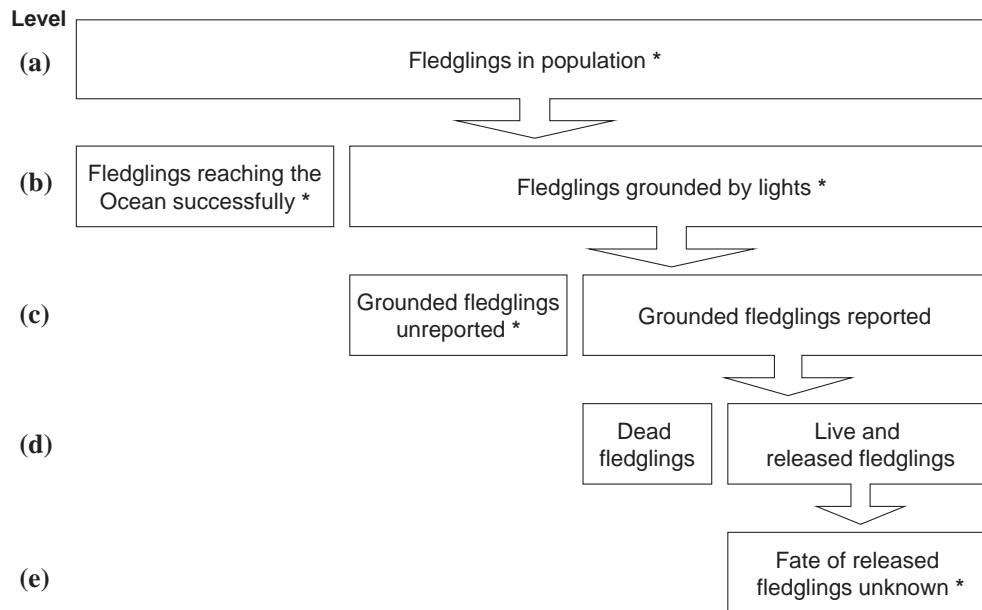 Level
(a)
Fledglings in population *
(b)
Fledglings reaching the
Ocean successfully *
Fledglings grounded by lights *
(c)
Grounded fledglings
unreported *
Grounded fledglings reported
(d)
Dead
fledglings
Live and
released fledglings
(e)
Fate of released
fledglings unknown *